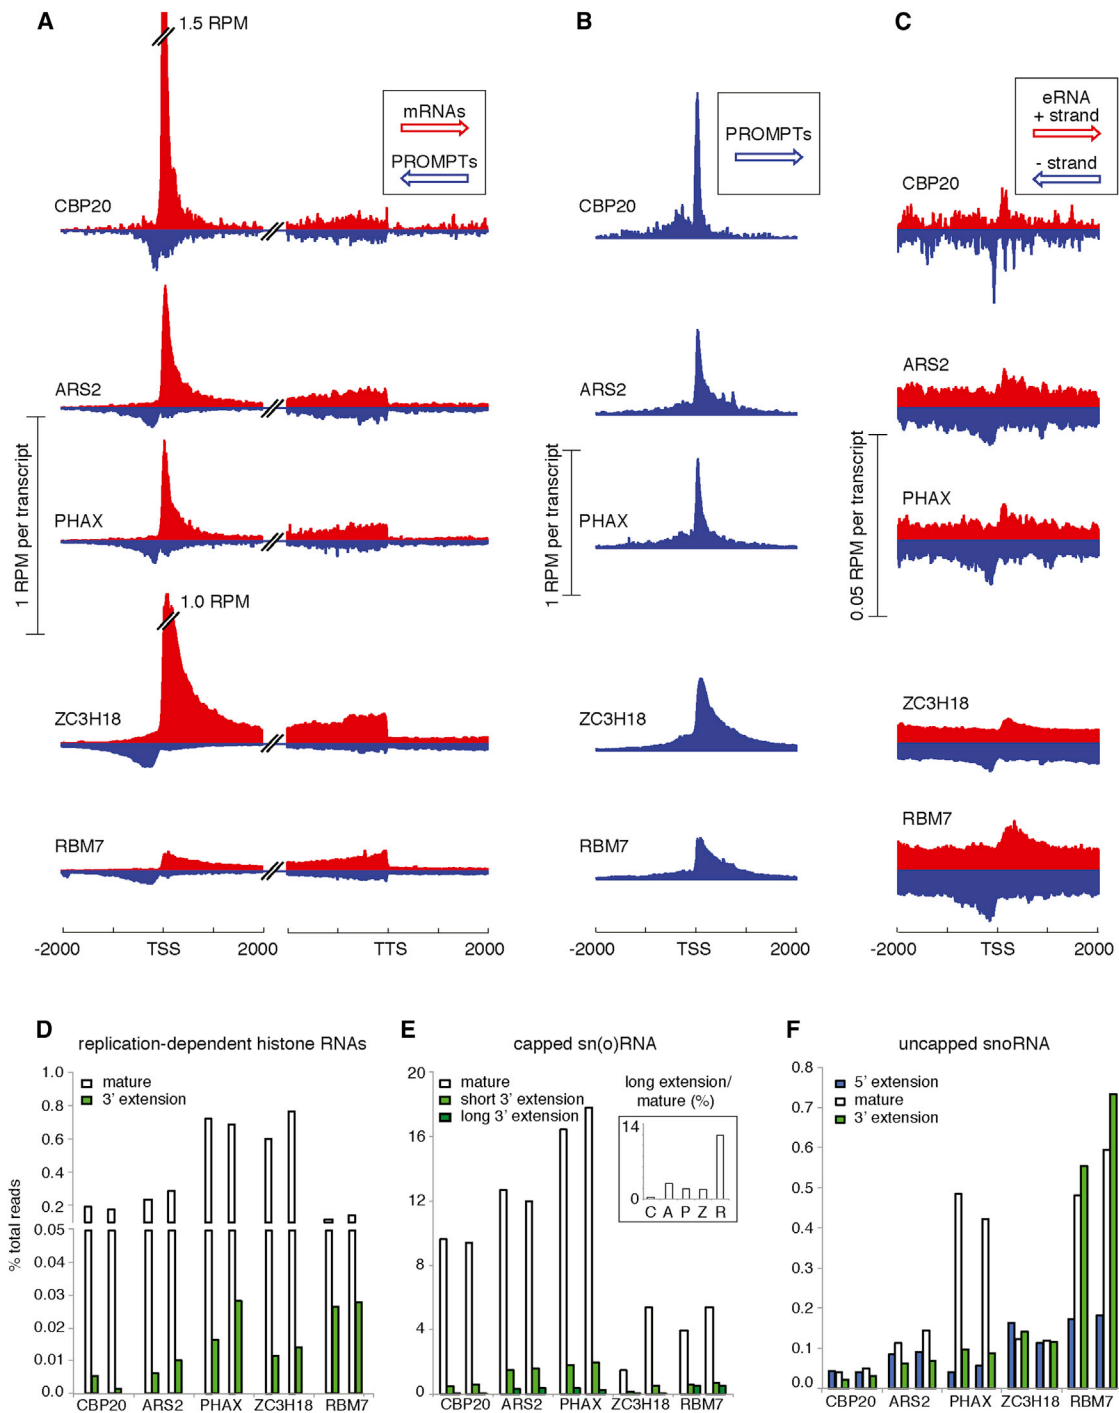 A
B
C
1.5 RPM
mRNAs
PROMPTs
PROMPTs
eRNA
+ strand
- strand
CBP20
CBP20
CBP20
ARS2
ARS2
ARS2
PHAX
PHAX
PHAX
1 RPM per transcript
1 RPM per transcript
0.05 RPM per transcript
1.0 RPM
ZC3H18
ZC3H18
ZC3H18
RBM7
RBM7
RBM7
-2000 TSS 2000 TTS 2000
-2000 TSS 2000
-2000 TSS 2000
D
replication-dependent histone RNAs
mature
3' extension
% total reads
1.0
0.8
0.6
0.4
0.2
0.05
0.04
0.03
0.02
0.01
0.0
CBP20 ARS2 PHAX ZC3H18 RBM7
E
capped sn(o)RNA
mature
short 3' extension
long 3' extension
long extension/
mature (%)
14
0
C A P Z R
20
16
12
8
4
0
CBP20 ARS2 PHAX ZC3H18 RBM7
F
uncapped snoRNA
5' extension
mature
3' extension
0.8
0.7
0.6
0.5
0.4
0.3
0.2
0.1
0.0
CBP20 ARS2 PHAX ZC3H18 RBM7